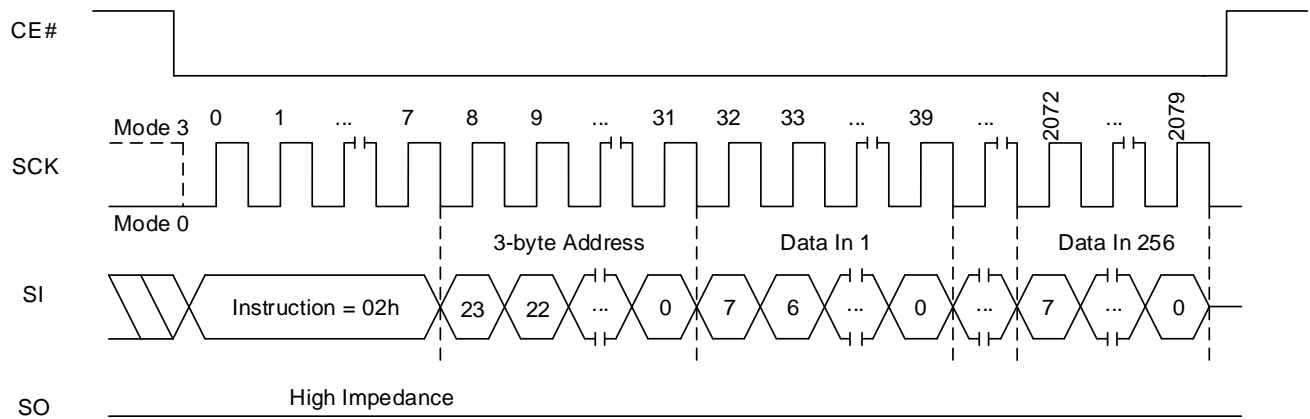 CE#
0 1 ... 7 8 9 ... 31 32 33 ... 39 ... 2072 ... 2079
Mode 3
SCK
Mode 0
3-byte Address Data In 1 Data In 256
SI Instruction = 02h 23 22 ... 0 7 6 ... 0 ... 7 ... 0
High Impedance
SO